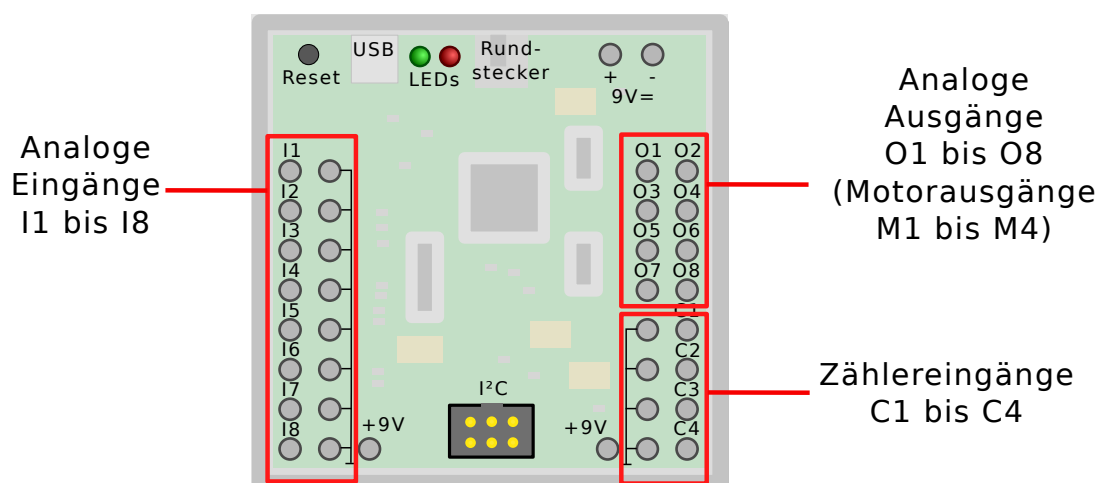 Reset
USB
LEDs
Rund-
stecker
+ -
9V=
Analoge
Eingänge
I1 bis I8
I1
I2
I3
I4
I5
I6
I7
I8
+9V
I²C
+9V
O1 O2
O3 O4
O5 O6
O7 O8
C1
C2
C3
C4
Analoge
Ausgänge
O1 bis O8
(Motorausgänge
M1 bis M4)
Zählereingänge
C1 bis C4